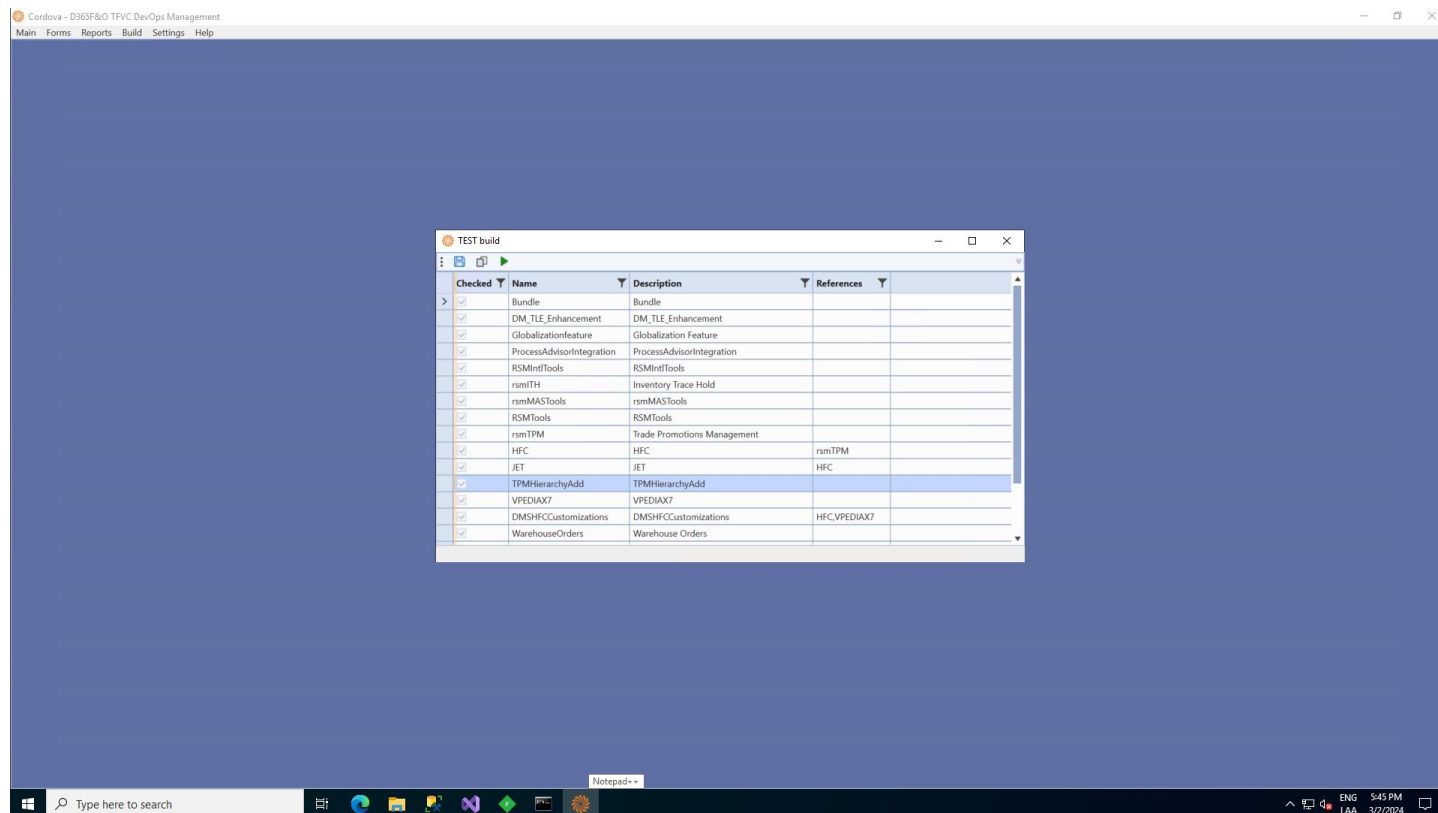 Cordova - D365F&O TFVC DevOps Management
Main Forms Reports Build Settings Help
TEST build
Checked Name Description References
Bundle Bundle
DM_TLE_Enhancement DM_TLE_Enhancement
Globalizationfeature Globalization Feature
ProcessAdvisorIntegration ProcessAdvisorIntegration
RSMIntlTools RSMIntlTools
rsmITH Inventory Trace Hold
rsmMASTools rsmMASTools
RSMTools RSMTools
rsmTPM Trade Promotions Management
HFC HFC rsmTPM
JET JET HFC
TPMHierarchyAdd TPMHierarchyAdd
VPEDIAX7 VPEDIAX7
DMSHFCCustomizations DMSHFCCustomizations HFC,VPEDIAX7
WarehouseOrders Warehouse Orders
Notepad++
Type here to search
ENG 5:45 PM
LAA 3/2/2024